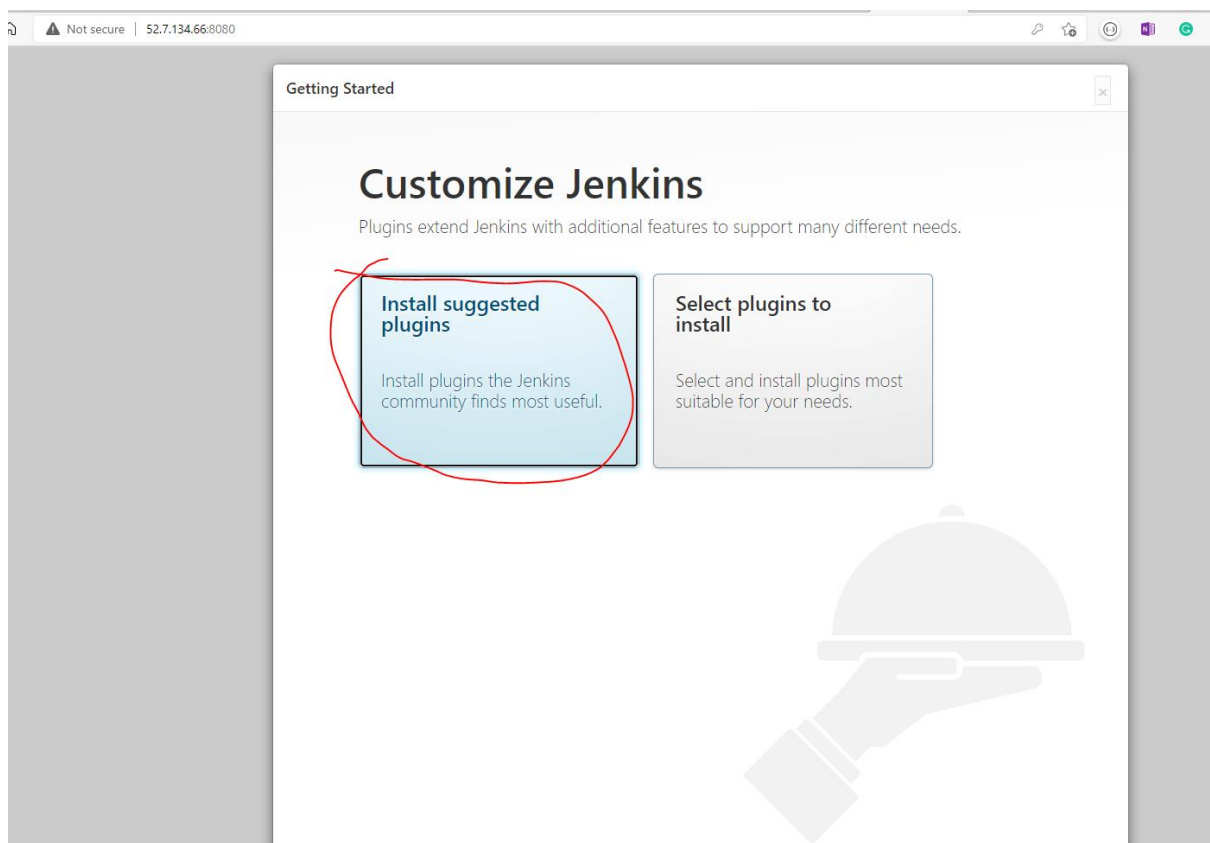 Not secure 52.7.134.66:8080
Getting Started
×
Customize Jenkins
Plugins extend Jenkins with additional features to support many different needs.
Install suggested
plugins
Install plugins the Jenkins
community finds most useful.
Select plugins to
install
Select and install plugins most
suitable for your needs.